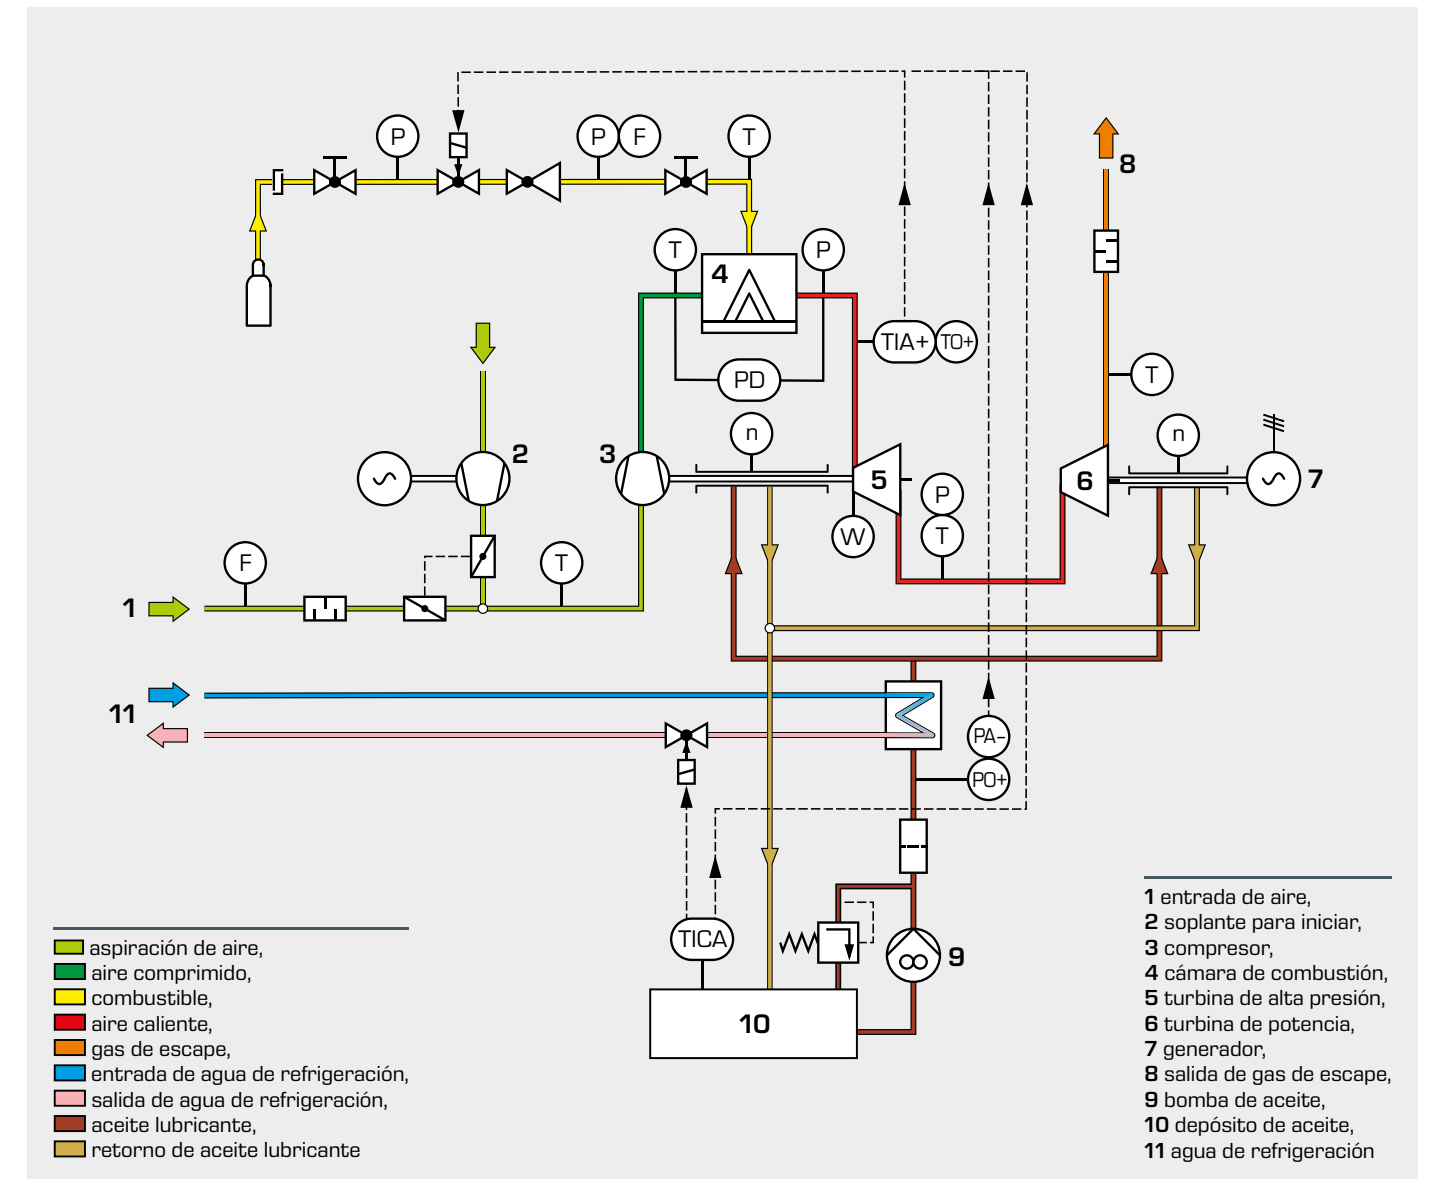 P
P
F
T
8
T
4
P
TIA+
TO+
PD
T
n
n
2
3
5
6
7
P
T
W
F
T
1
11
PA-
PO+
TICA
9
10
aspiración de aire,
aire comprimido,
combustible,
aire caliente,
gas de escape,
entrada de agua de refrigeración,
salida de agua de refrigeración,
aceite lubricante,
retorno de aceite lubricante
1 entrada de aire,
2 soplante para iniciar,
3 compresor,
4 cámara de combustión,
5 turbina de alta presión,
6 turbina de potencia,
7 generador,
8 salida de gas de escape,
9 bomba de aceite,
10 depósito de aceite,
11 agua de refrigeración